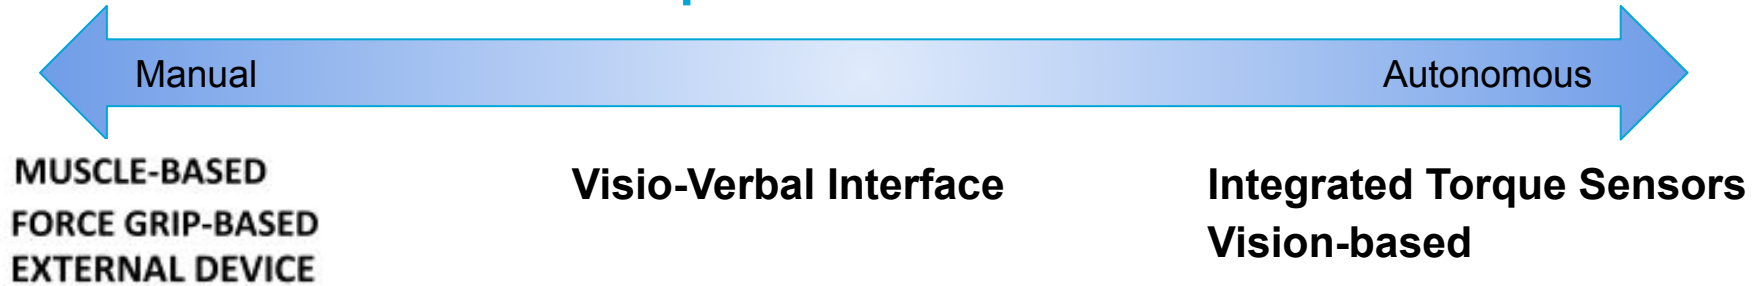 Manual
Autonomous
MUSCLE-BASED
FORCE GRIP-BASED
EXTERNAL DEVICE
Visio-Verbal Interface
Integrated Torque Sensors
Vision-based